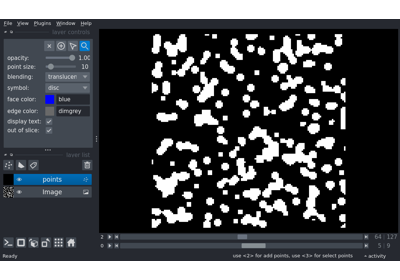 File View Plugins Window Help
layer controls
opacity: 1.00
point size: 10
blending: translucen
symbol: disc
face color: blue
edge color: dimgrey
display text:
out of slice:
layer list
points
Image
2 64 127
0 5 9
Ready use <2> for add points, use <3> for select points activity